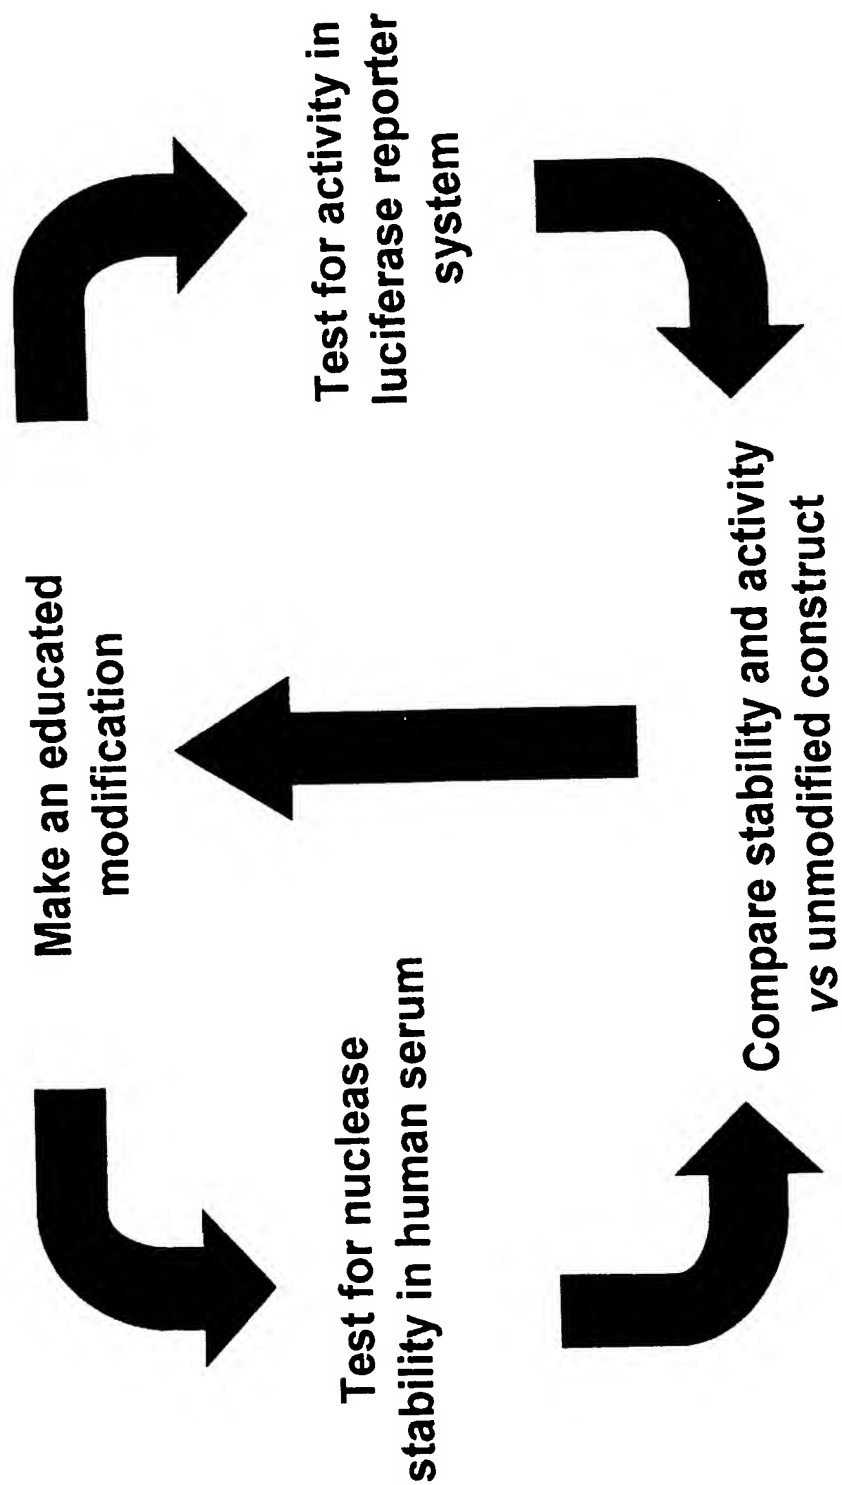 Make an educated
modification
Test for nuclease
stability in human serum
Test for activity in
luciferase reporter
system
Compare stability and activity
vs unmodified construct